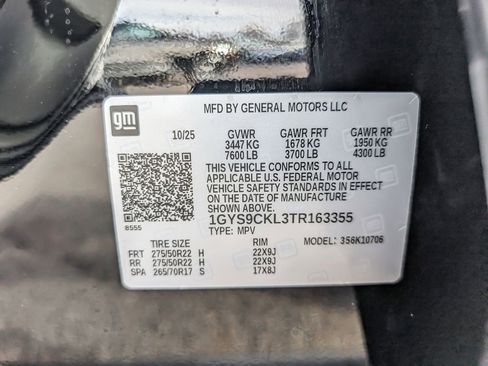 gm
MFD BY GENERAL MOTORS LLC
10/25 GVWR GAWR FRT GAWR RR
3447 KG 1678 KG 1950 KG
7600 LB 3700 LB 4300 LB
THIS VEHICLE CONFORMS TO ALL
APPLICABLE U.S. FEDERAL MOTOR
VEHICLE SAFETY STANDARDS IN EFFECT
ON THE DATE OF MANUFACTURE
SHOWN ABOVE.
8555
1GYS9CKL3TR163355
TYPE: MPV
TIRE SIZE RIM MODEL: 356K10706
FRT 275/50R22 H 22X9J
RR 275/50R22 H 22X9J
SPA 265/70R17 S 17X8J